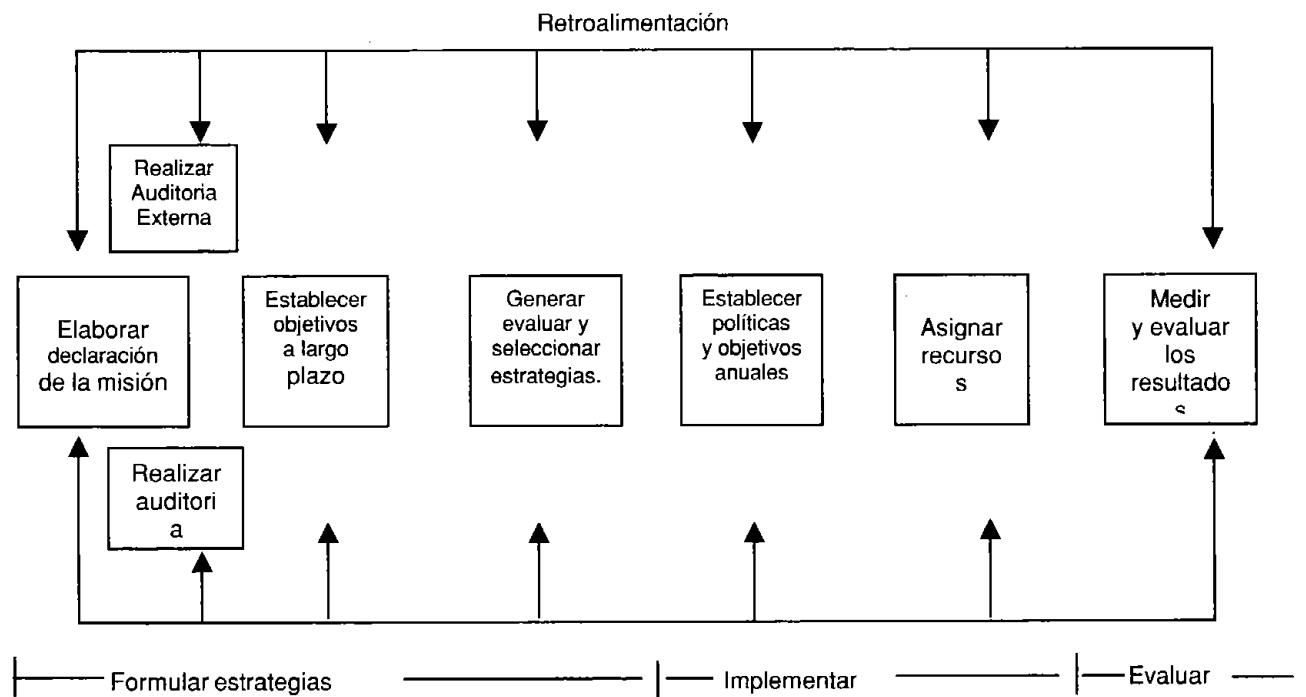 Retroalimentación
Realizar
Auditoria
Externa
Elaborar
declaración
de la misión
Establecer
objetivos
a largo
plazo
Generar
evaluar y
seleccionar
estrategias.
Establecer
políticas
y objetivos
anuales
Asignar
recurso
s
Medir
y evaluar
los
resultado
s
Realizar
auditori
a
Formular estrategias
Implementar
Evaluar